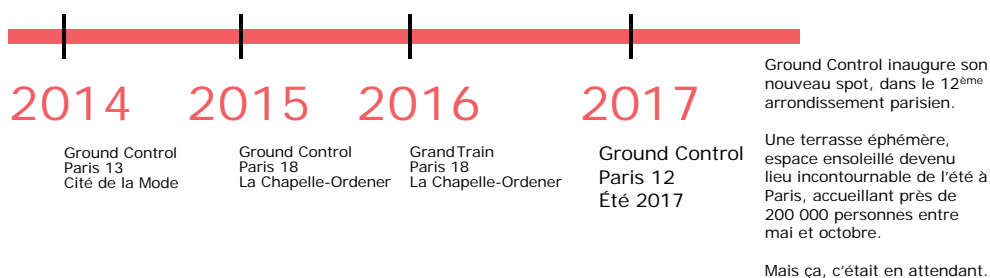 2014
Ground Control
Paris 13
Cité de la Mode
2015
Ground Control
Paris 18
La Chapelle-Ordener
2016
Grand Train
Paris 18
La Chapelle-Ordener
2017
Ground Control
Paris 12
Été 2017
Ground Control inaugure son
nouveau spot, dans le 12ème
arrondissement parisien.
Une terrasse éphémère,
espace ensoleillé devenu
lieu incontournable de l'été à
Paris, accueillant près de
200 000 personnes entre
mai et octobre.
Mais ça, c'était en attendant.